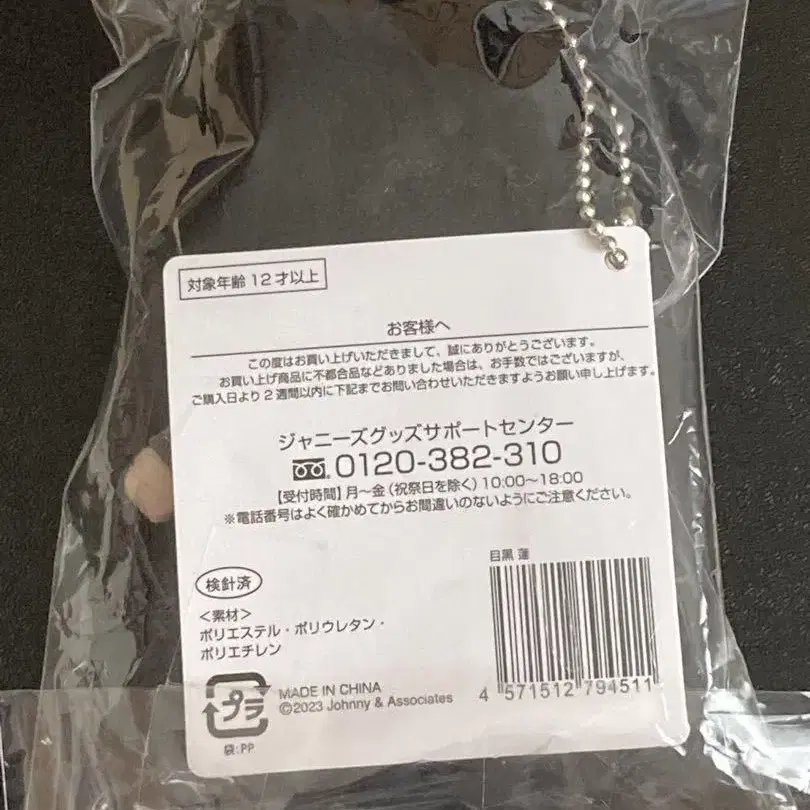 対象年齢12才以上
お客様へ
この度はお買い上げいただきまして、誠にありがとうございます。
お買い上げ商品に不都合品などありました場合は、お手数ではございますが、
ご購入日より2週間以内に下記までお問い合わせいただきますようお願い申し上げます。
ジャニーズグッズサポートセンター
0120-382-310
【受付時間】月〜金(祝祭日を除く)10:00〜18:00
※電話番号はよく確かめてからお間違いのないようにご注意ください。
目黒 蓮
検針済
<素材>
ポリエステル・ポリウレタン・
ポリエチレン
プラ
袋:PP
MADE IN CHINA
©2023 Johnny & Associates
4 571512 794511